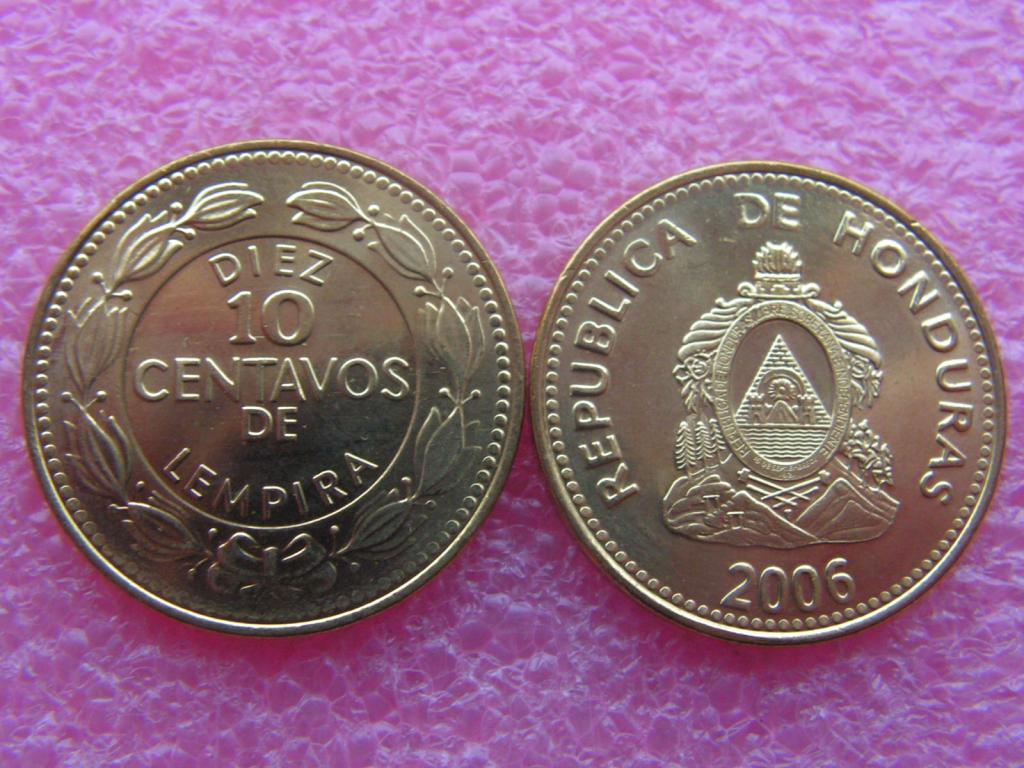 DIEZ
10
CENTAVOS
DE
LEMPIRA
REPUBLICA DE HONDURAS
2006